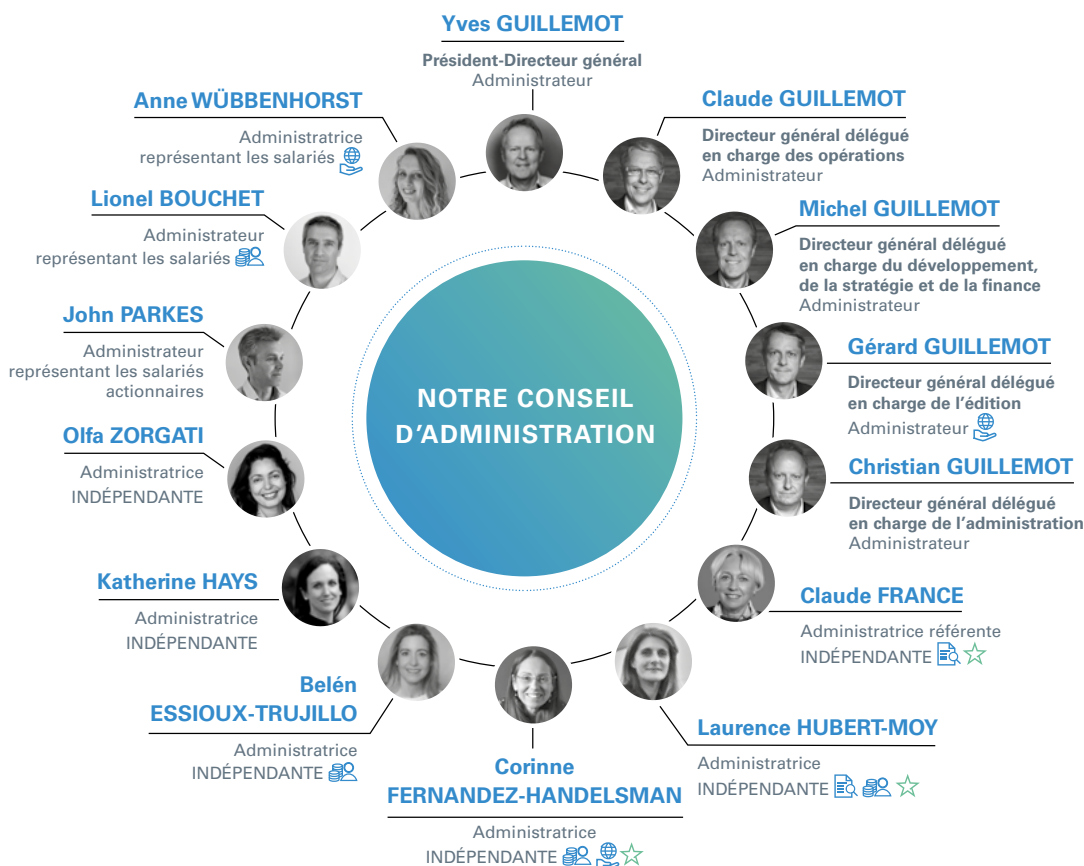 Yves GUILLEMOT
Président-Directeur général
Administrateur
Claude GUILLEMOT
Directeur général délégué
en charge des opérations
Administrateur
Michel GUILLEMOT
Directeur général délégué
en charge du développement,
de la stratégie et de la finance
Administrateur
Gérard GUILLEMOT
Directeur général délégué
en charge de l'édition
Administrateur
Christian GUILLEMOT
Directeur général délégué
en charge de l'administration
Administrateur
Claude FRANCE
Administratrice référente
INDÉPENDANTE
Laurence HUBERT-MOY
Administratrice
INDÉPENDANTE
Corinne
FERNANDEZ-HANDELSMAN
Administratrice
INDÉPENDANTE
Belén
ESSIOUX-TRUJILLO
Administratrice
INDÉPENDANTE
Katherine HAYS
Administratrice
INDÉPENDANTE
Olfa ZORGATI
Administratrice
INDÉPENDANTE
John PARKES
Administrateur
représentant les salariés
actionnaires
Lionel BOUCHET
Administrateur
représentant les salariés
Anne WÜBBENHORST
Administratrice
représentant les salariés
NOTRE CONSEIL
D'ADMINISTRATION